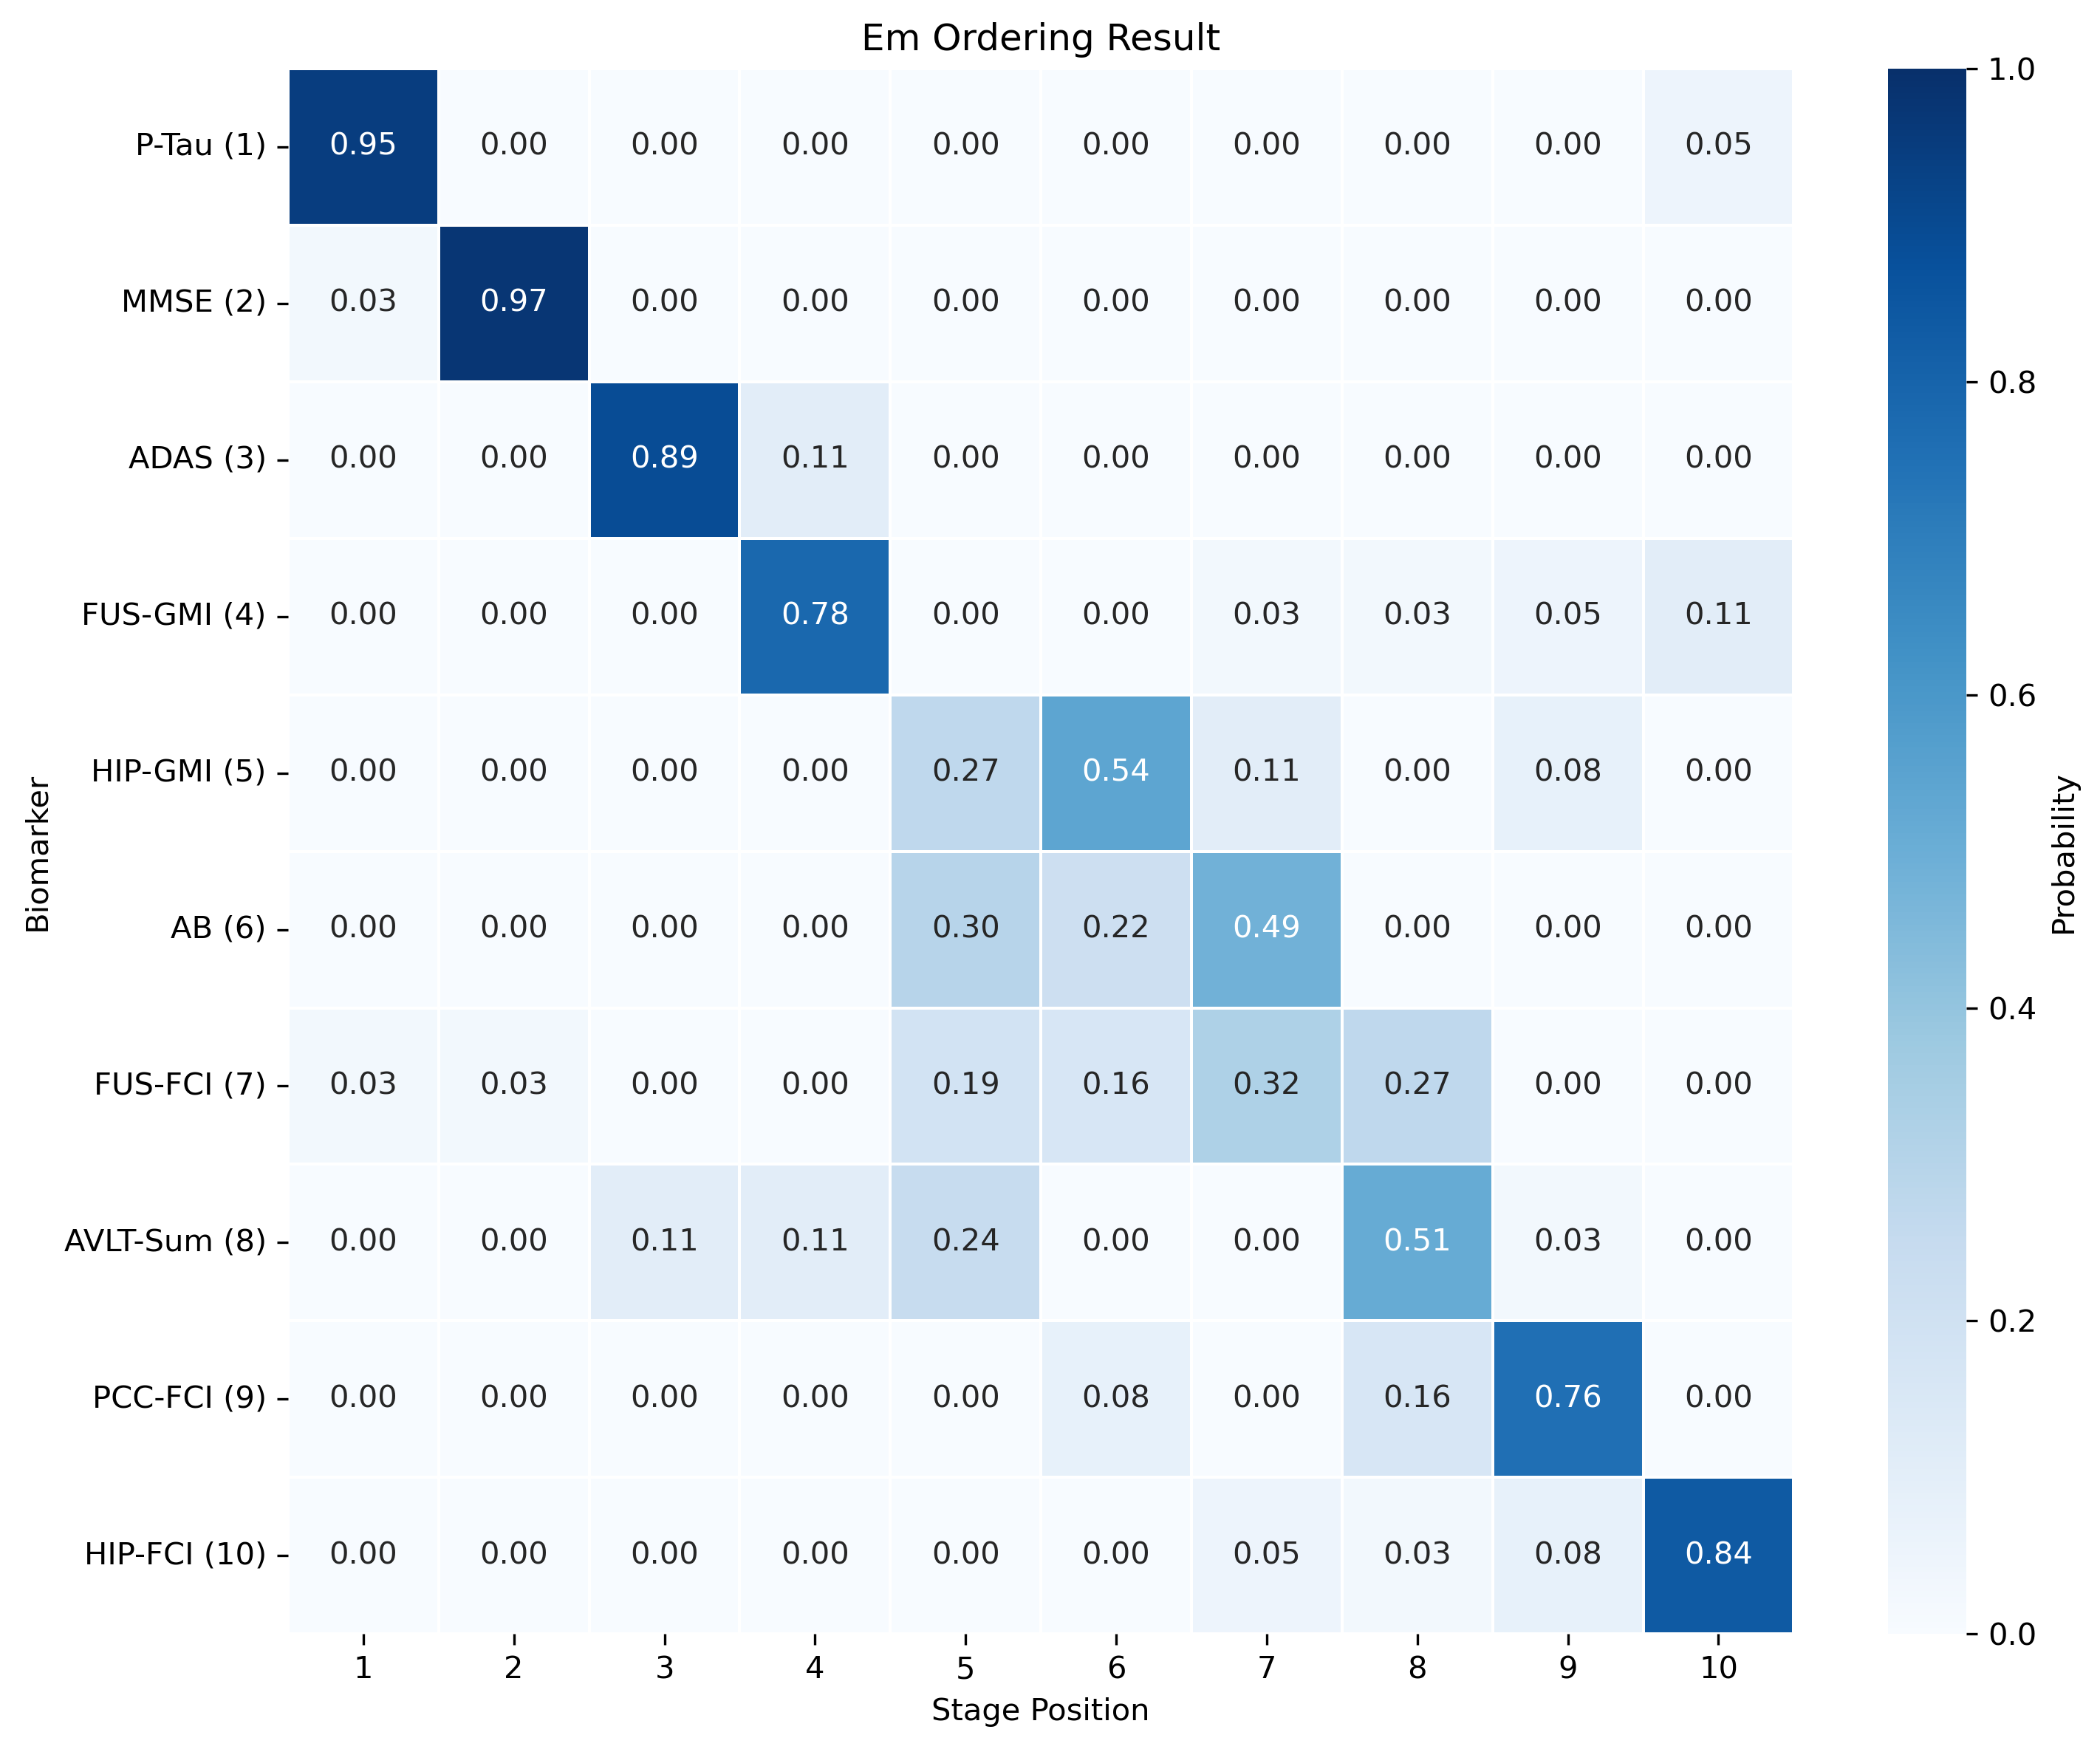 Em Ordering Result
P-Tau (1) 0.95 0.00 0.00 0.00 0.00 0.00 0.00 0.00 0.00 0.05
MMSE (2) 0.03 0.97 0.00 0.00 0.00 0.00 0.00 0.00 0.00 0.00
ADAS (3) 0.00 0.00 0.89 0.11 0.00 0.00 0.00 0.00 0.00 0.00
FUS-GMI (4) 0.00 0.00 0.00 0.78 0.00 0.00 0.03 0.03 0.05 0.11
HIP-GMI (5) 0.00 0.00 0.00 0.00 0.27 0.54 0.11 0.00 0.08 0.00
AB (6) 0.00 0.00 0.00 0.00 0.30 0.22 0.49 0.00 0.00 0.00
FUS-FCI (7) 0.03 0.03 0.00 0.00 0.19 0.16 0.32 0.27 0.00 0.00
AVLT-Sum (8) 0.00 0.00 0.11 0.11 0.24 0.00 0.00 0.51 0.03 0.00
PCC-FCI (9) 0.00 0.00 0.00 0.00 0.00 0.08 0.00 0.16 0.76 0.00
HIP-FCI (10) 0.00 0.00 0.00 0.00 0.00 0.00 0.05 0.03 0.08 0.84
1 2 3 4 5 6 7 8 9 10
Stage Position
Biomarker
1.0
0.8
0.6
0.4
0.2
0.0
Probability